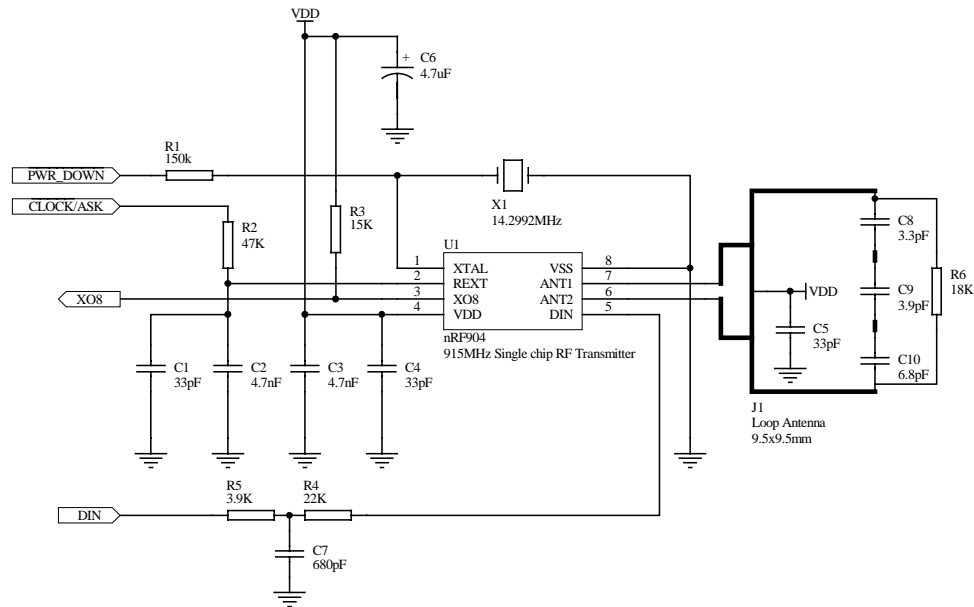 VDD
+
C6
4.7uF
R1
150k
PWR_DOWN
X1
14.2992MHz
CLOCK/ASK
R2
47K
R3
15K
U1
1
XTAL
VSS
8
2
REXT
ANT1
7
XO8
3
XO8
ANT2
6
4
VDD
DIN
5
nRF904
915MHz Single chip RF Transmitter
C8
3.3pF
C9
3.9pF
R6
18K
VDD
C5
33pF
C10
6.8pF
J1
Loop Antenna
9.5x9.5mm
C1
33pF
C2
4.7nF
C3
4.7nF
C4
33pF
R5
3.9K
R4
22K
DIN
C7
680pF